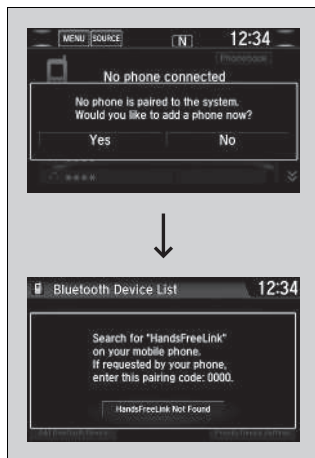 MENU SOURCE N 12:34
Phonebook
No phone connected
No phone is paired to the system.
Would you like to add a phone now?
Yes No
Bluetooth Device List 12:34
Search for "HandsFreeLink"
on your mobile phone.
If requested by your phone,
enter this pairing code: 0000.
HandsFreeLink Not Found